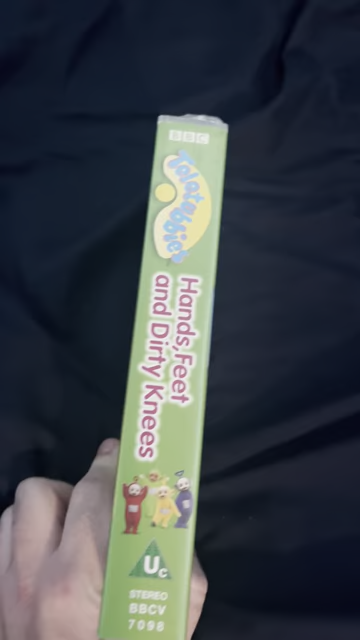 BBC
Teletubbies
Hands, Feet
and Dirty Knees
Uc
STEREO
BBCV
7098